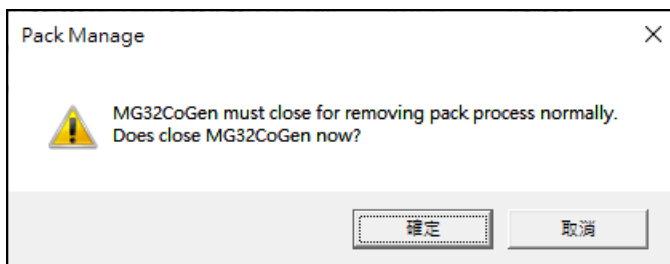 Pack Manage
MG32CoGen must close for removing pack process normally.
Does close MG32CoGen now?
確定
取消